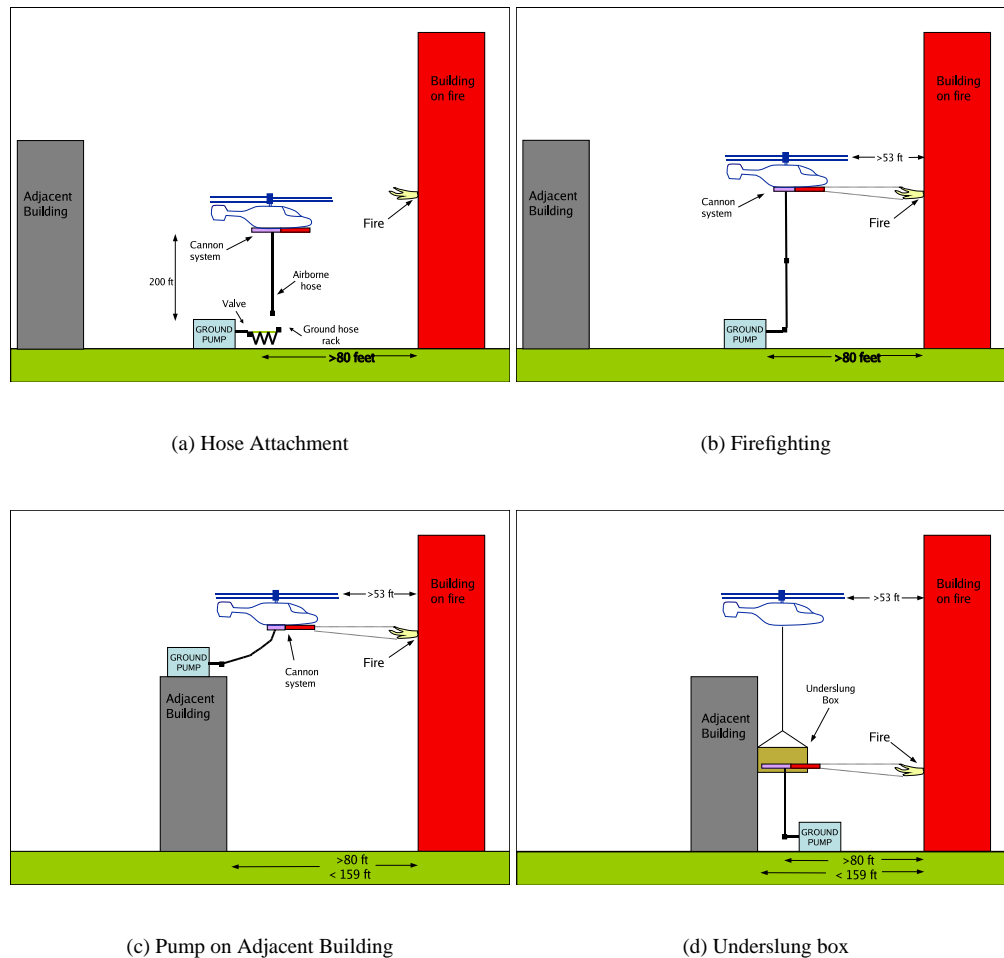 Building
on fire
Adjacent
Building
Fire
Cannon
system
200 ft
Airborne
hose
Valve
GROUND
PUMP
Ground hose
rack
>80 feet
(a) Hose Attachment
Building
on fire
>53 ft
Adjacent
Building
Cannon
system
Fire
GROUND
PUMP
>80 feet
(b) Firefighting
Building
on fire
>53 ft
GROUND
PUMP
Fire
Cannon
system
Adjacent
Building
>80 ft
< 159 ft
(c) Pump on Adjacent Building
Building
on fire
>53 ft
Underslung
Box
Adjacent
Building
Fire
GROUND
PUMP
>80 ft
< 159 ft
(d) Underslung box